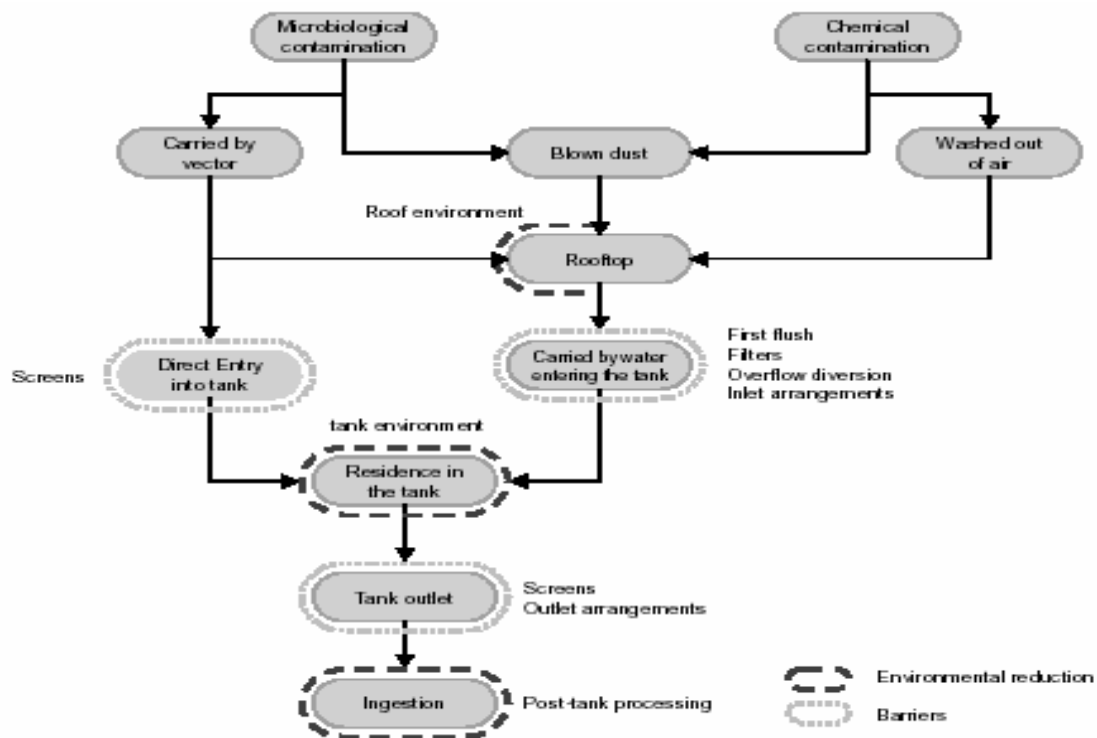 Microbiological
contamination
Chemical
contamination
Carried by
vector
Blown dust
Washed out
of air
Roof environment
Rooftop
Screens
Direct Entry
into tank
Carried by water
entering the tank
First flush
Filters
Overflow diversion
Inlet arrangements
tank environment
Residence in
the tank
Tank outlet
Screens
Outlet arrangements
Ingestion
Post-tank processing
Environmental reduction
Barriers